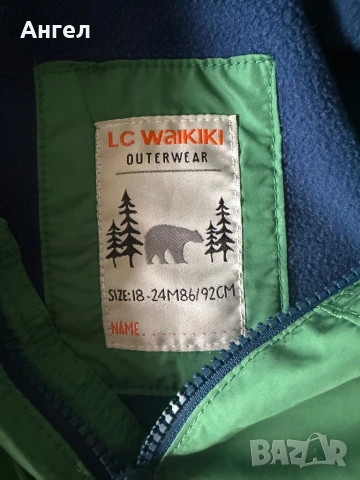 Ангел
LC WAIKIKI
OUTERWEAR
SIZE:18-24M86/92CM
NAME
BAZAR